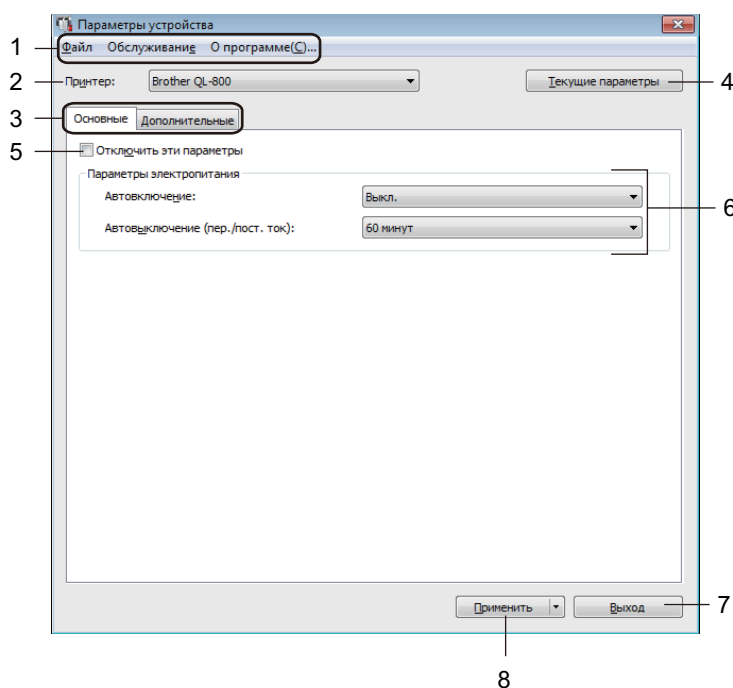 Параметры устройства
1 Файл Обслуживание О программе(C)...
2 Принтер: Brother QL-800 Текущие параметры 4
3 Основные Дополнительные
5 Отключить эти параметры
Параметры электропитания
Автовключение: Выкл.
6
Автовыключение (пер./пост. ток): 60 минут
Применить Выход 7
8